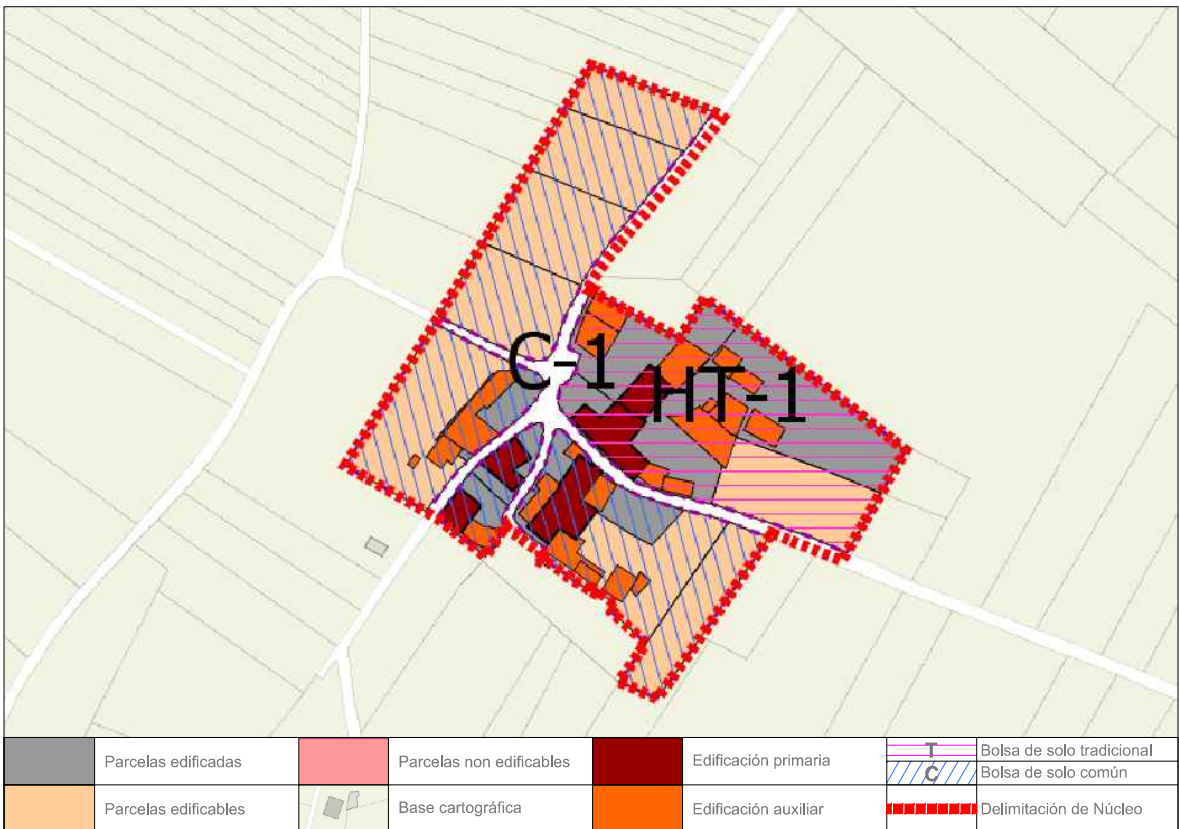 C-1
HT-1
Parcelas edificadas
Parcelas non edificables
Edificación primaria
T
Bolsa de solo tradicional
C
Bolsa de solo común
Parcelas edificables
Base cartográfica
Edificación auxiliar
Delimitación de Núcleo